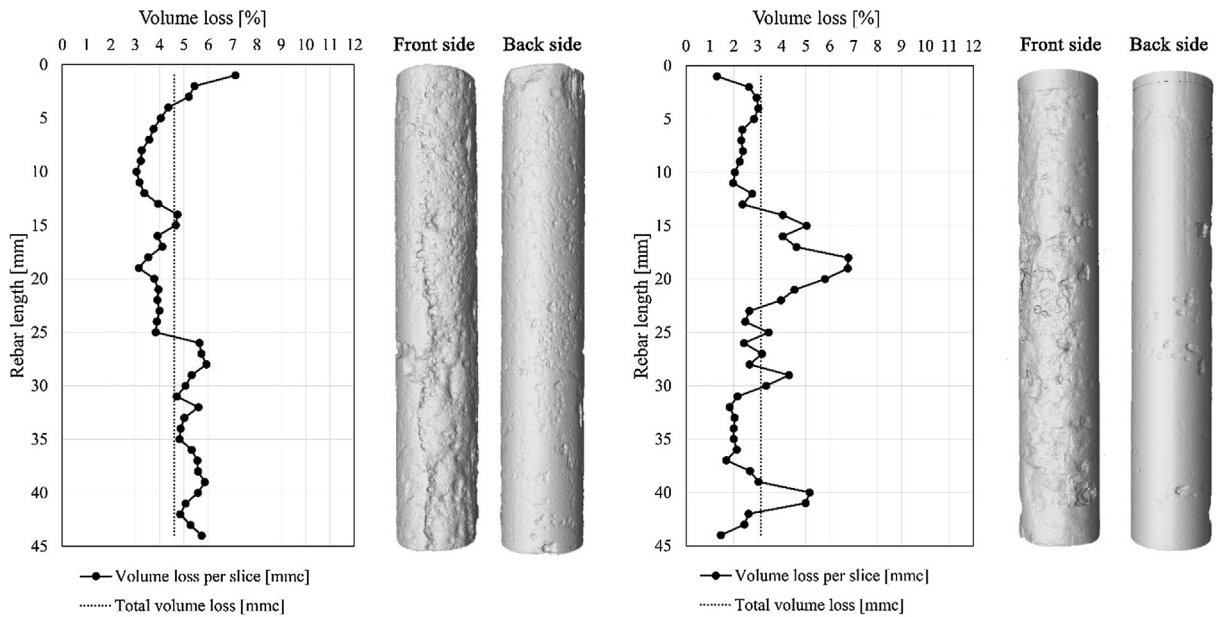 Volume loss [%]
0 1 2 3 4 5 6 7 8 9 10 11 12
Front side Back side
0
5
10
15
20
25
30
35
40
45
Rebar length [mm]
Volume loss per slice [mmc]
Total volume loss [mmc]
Volume loss [%]
0 1 2 3 4 5 6 7 8 9 10 11 12
Front side Back side
0
5
10
15
20
25
30
35
40
45
Rebar length [mm]
Volume loss per slice [mmc]
Total volume loss [mmc]